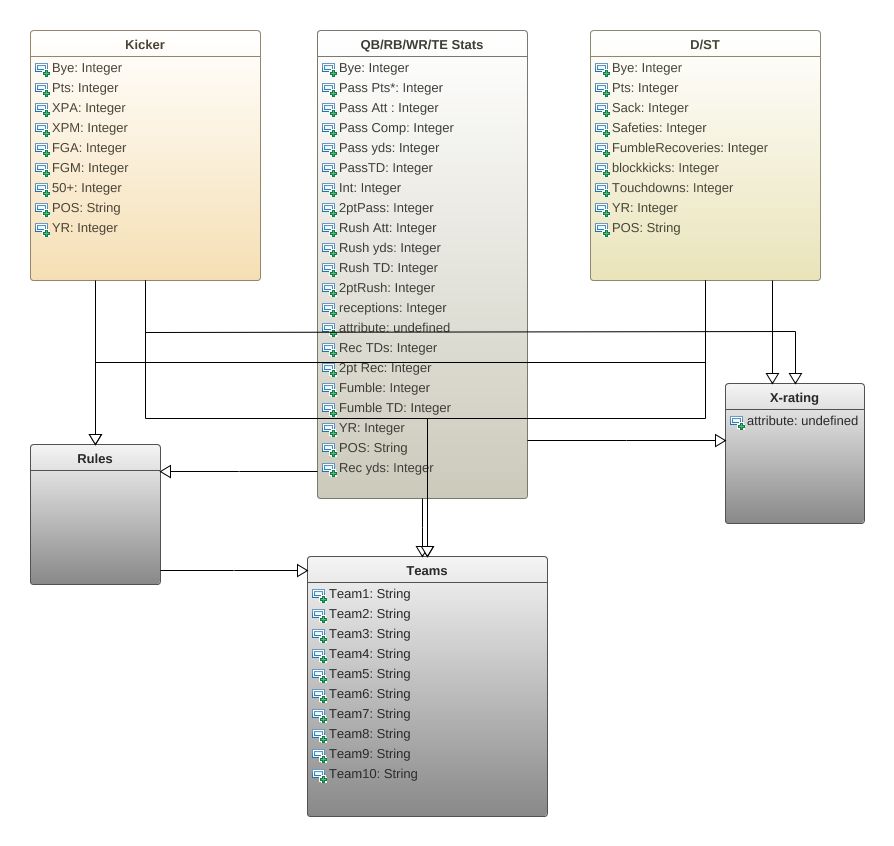 Kicker
Bye: Integer
Pts: Integer
XPA: Integer
XPM: Integer
FGA: Integer
FGM: Integer
50+: Integer
POS: String
YR: Integer
QB/RB/WR/TE Stats
Bye: Integer
Pass Pts*: Integer
Pass Att : Integer
Pass Comp: Integer
Pass yds: Integer
PassTD: Integer
Int: Integer
2ptPass: Integer
Rush Att: Integer
Rush yds: Integer
Rush TD: Integer
2ptRush: Integer
receptions: Integer
attribute: undefined
Rec TDs: Integer
2pt Rec: Integer
Fumble: Integer
Fumble TD: Integer
YR: Integer
POS: String
Rec yds: Integer
D/ST
Bye: Integer
Pts: Integer
Sack: Integer
Safeties: Integer
FumbleRecoveries: Integer
blockkicks: Integer
Touchdowns: Integer
YR: Integer
POS: String
X-rating
attribute: undefined
Rules
Teams
Team1: String
Team2: String
Team3: String
Team4: String
Team5: String
Team6: String
Team7: String
Team8: String
Team9: String
Team10: String